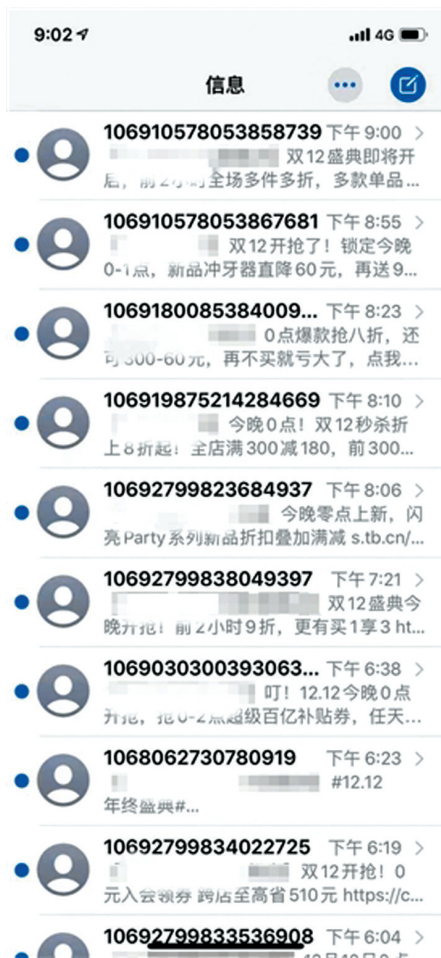 9:02
4G
信息
106910578053858739 下午 9:00
双12盛典即将开
启，前2小时全场多件多折，多款单品...
106910578053867681 下午 8:55
双12开抢了！锁定今晚
0-1点，新品冲牙器直降60元，再送9...
1069180085384009... 下午 8:23
0点爆款抢八折，还
可300-60元，再不买就亏大了，点我...
106919875214284669 下午 8:10
今晚0点！双12秒杀折
上8折起！全店满300减180，前300...
10692799823684937 下午 8:06
今晚零点上新，闪
亮Party系列新品折扣叠加满减 s.tb.cn/...
10692799838049397 下午 7:21
双12盛典今
晚开抢！前2小时9折，更有买1享3 ht...
1069030300393063... 下午 6:38
叮！12.12今晚0点
开抢，抢0-2点超级百亿补贴券，任天...
1068062730780919 下午 6:23
#12.12
年终盛典#...
10692799834022725 下午 6:19
双12开抢！0
元入会领券 跨店至高省510元 https://c...
10692799833536908 下午 6:04
12月12日0点